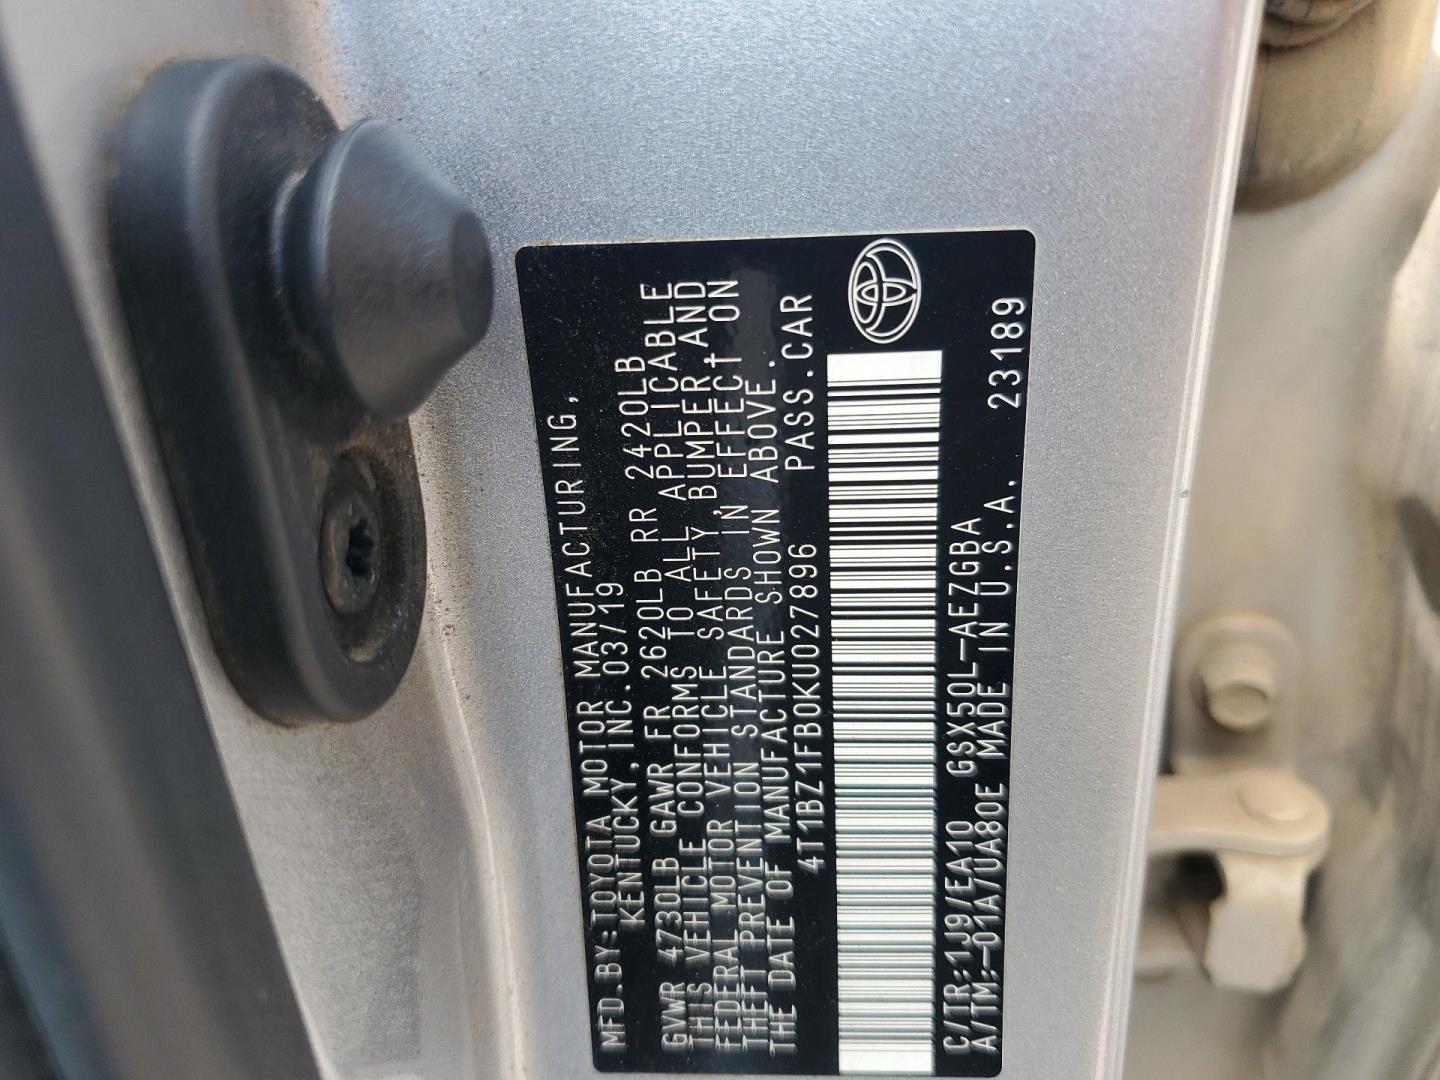 MFD.BY:TOYOTA MOTOR MANUFACTURING,
KENTUCKY,INC.03/19
GVWR 4730LB GAWR FR 2620LB RR 2420LB
THIS VEHICLE CONFORMS TO ALL APPLICABLE
FEDERAL MOTOR VEHICLE SAFETY,BUMPER,AND
THEFT PREVENTION STANDARDS IN EFFECT ON
THE DATE OF MANUFACTURE SHOWN ABOVE.
4T1BZ1FB0KU027896 PASS.CAR
C/TR:1J9/EA10 GSX50L-AEZGBA
A/TM:-01A/UA80E MADE IN U.S.A. 23189